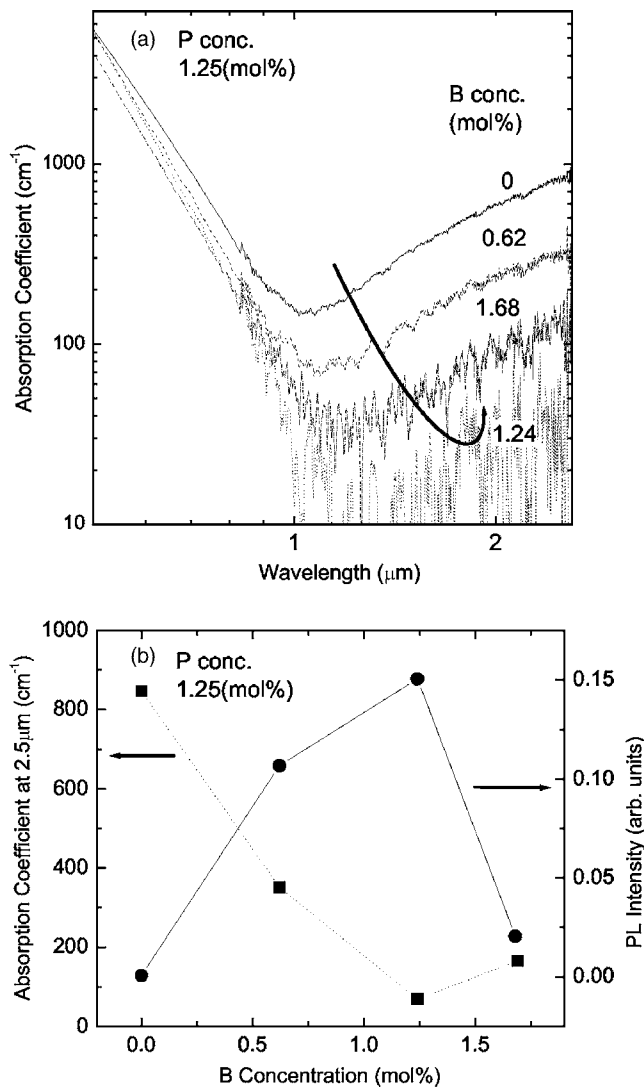 (a) P conc.
1.25(mol%)
B conc.
(mol%)
0
0.62
1.68
1.24
1000
100
10
Absorption Coefficient (cm-1)
1 2
Wavelength (μm)
(b) P conc.
1.25(mol%)
1000
800
600
400
200
0
Absorption Coefficient at 2.5μm (cm-1)
0.15
0.10
0.05
0.00
PL Intensity (arb. units)
0.0 0.5 1.0 1.5
B Concentration (mol%)